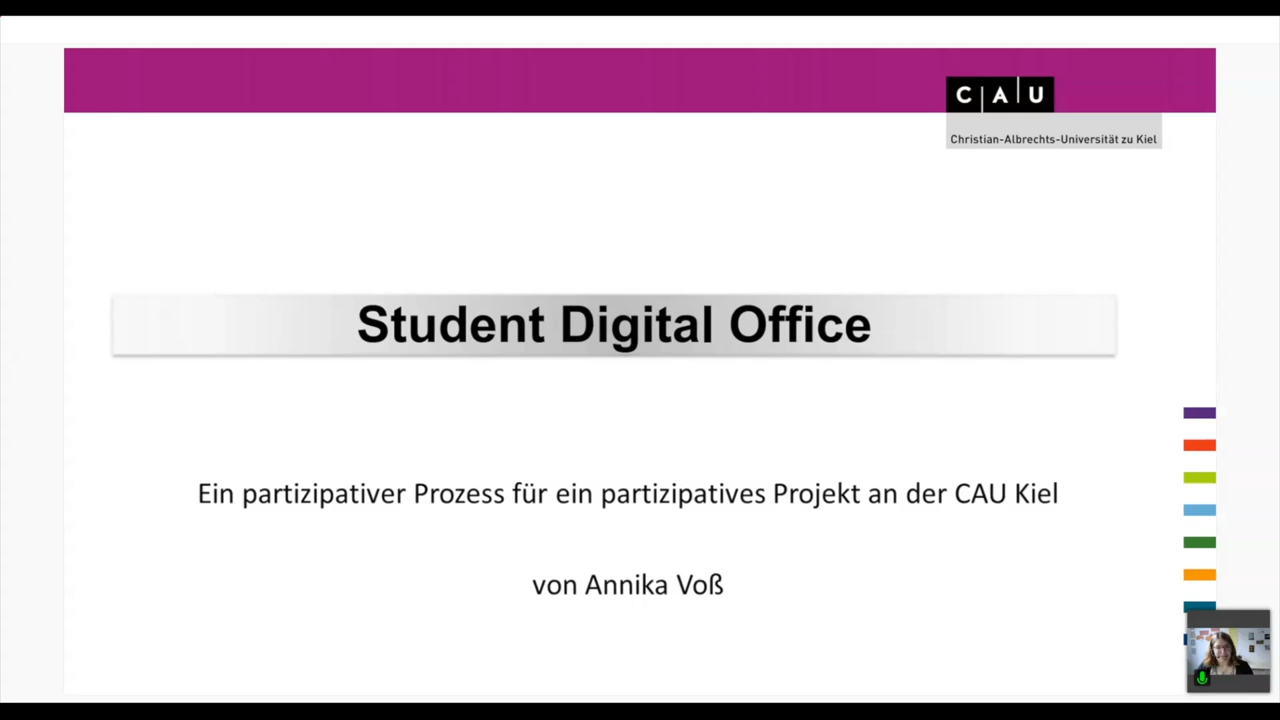 CAU
Christian-Albrechts-Universität zu Kiel
Student Digital Office
Ein partizipativer Prozess für ein partizipatives Projekt an der CAU Kiel
von Annika Voß